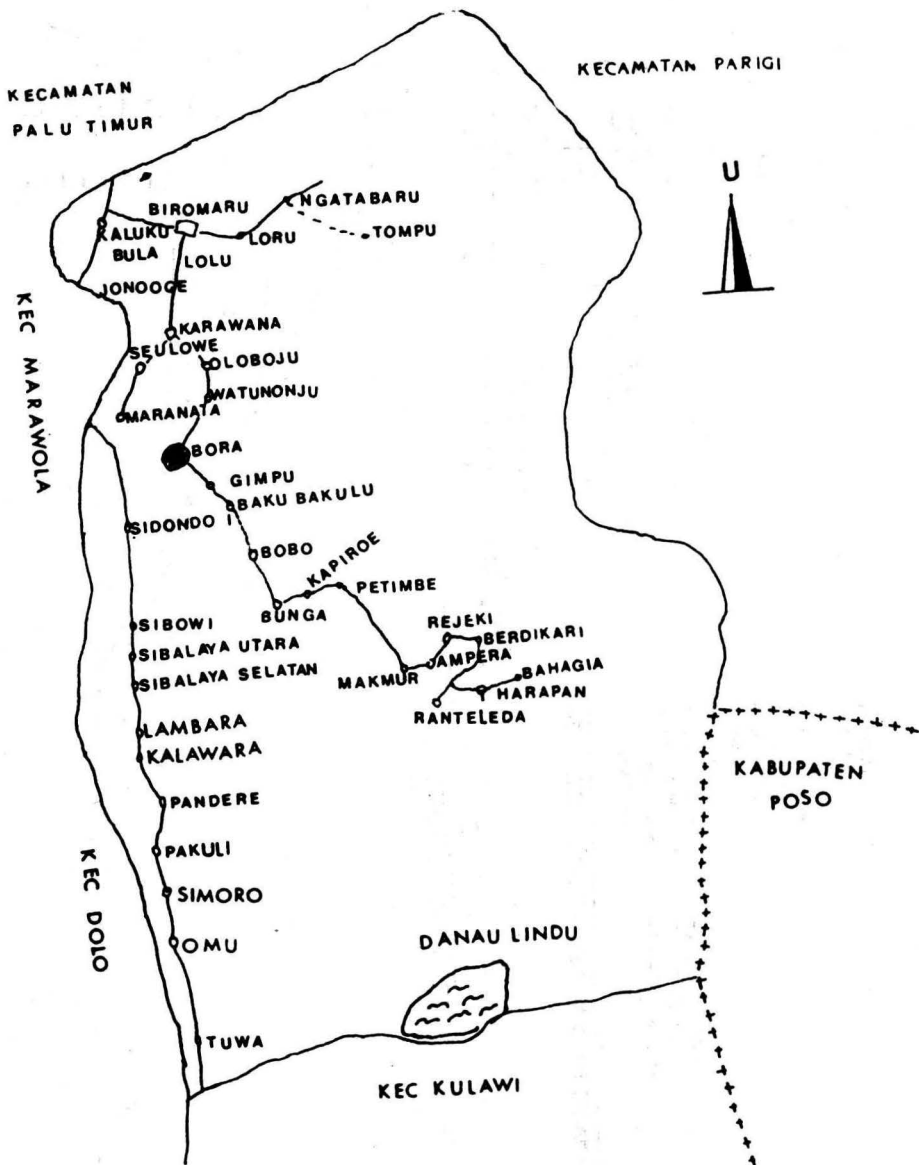 KECAMATAN
PALU TIMUR
KECAMATAN PARIGI
U
BIROMARU
NGATABARU
KALUKU
BULA
LORU
TOMPU
LOLU
JONOOGE
KEC MARAWOLA
KARAWANA
SEULOWE
OLOBOJU
WATUNONJU
MARANATA
BORA
GIMPU
BAKU BAKULU
SIDONDO I
BOBO
KAPIROE
PETIMBE
BUNGA
SIBOWI
REJEKI
BERDIKARI
SIBALAYA UTARA
AMPERA
SIBALAYA SELATAN
MAKMUR
BAHAGIA
HARAPAN
RANTELEDA
LAMBARA
KALAWARA
KABUPATEN
POSO
PANDERE
PAKULI
KEC DOLO
SIMORO
OMU
DANAU LINDU
TUWA
KEC KULAWI